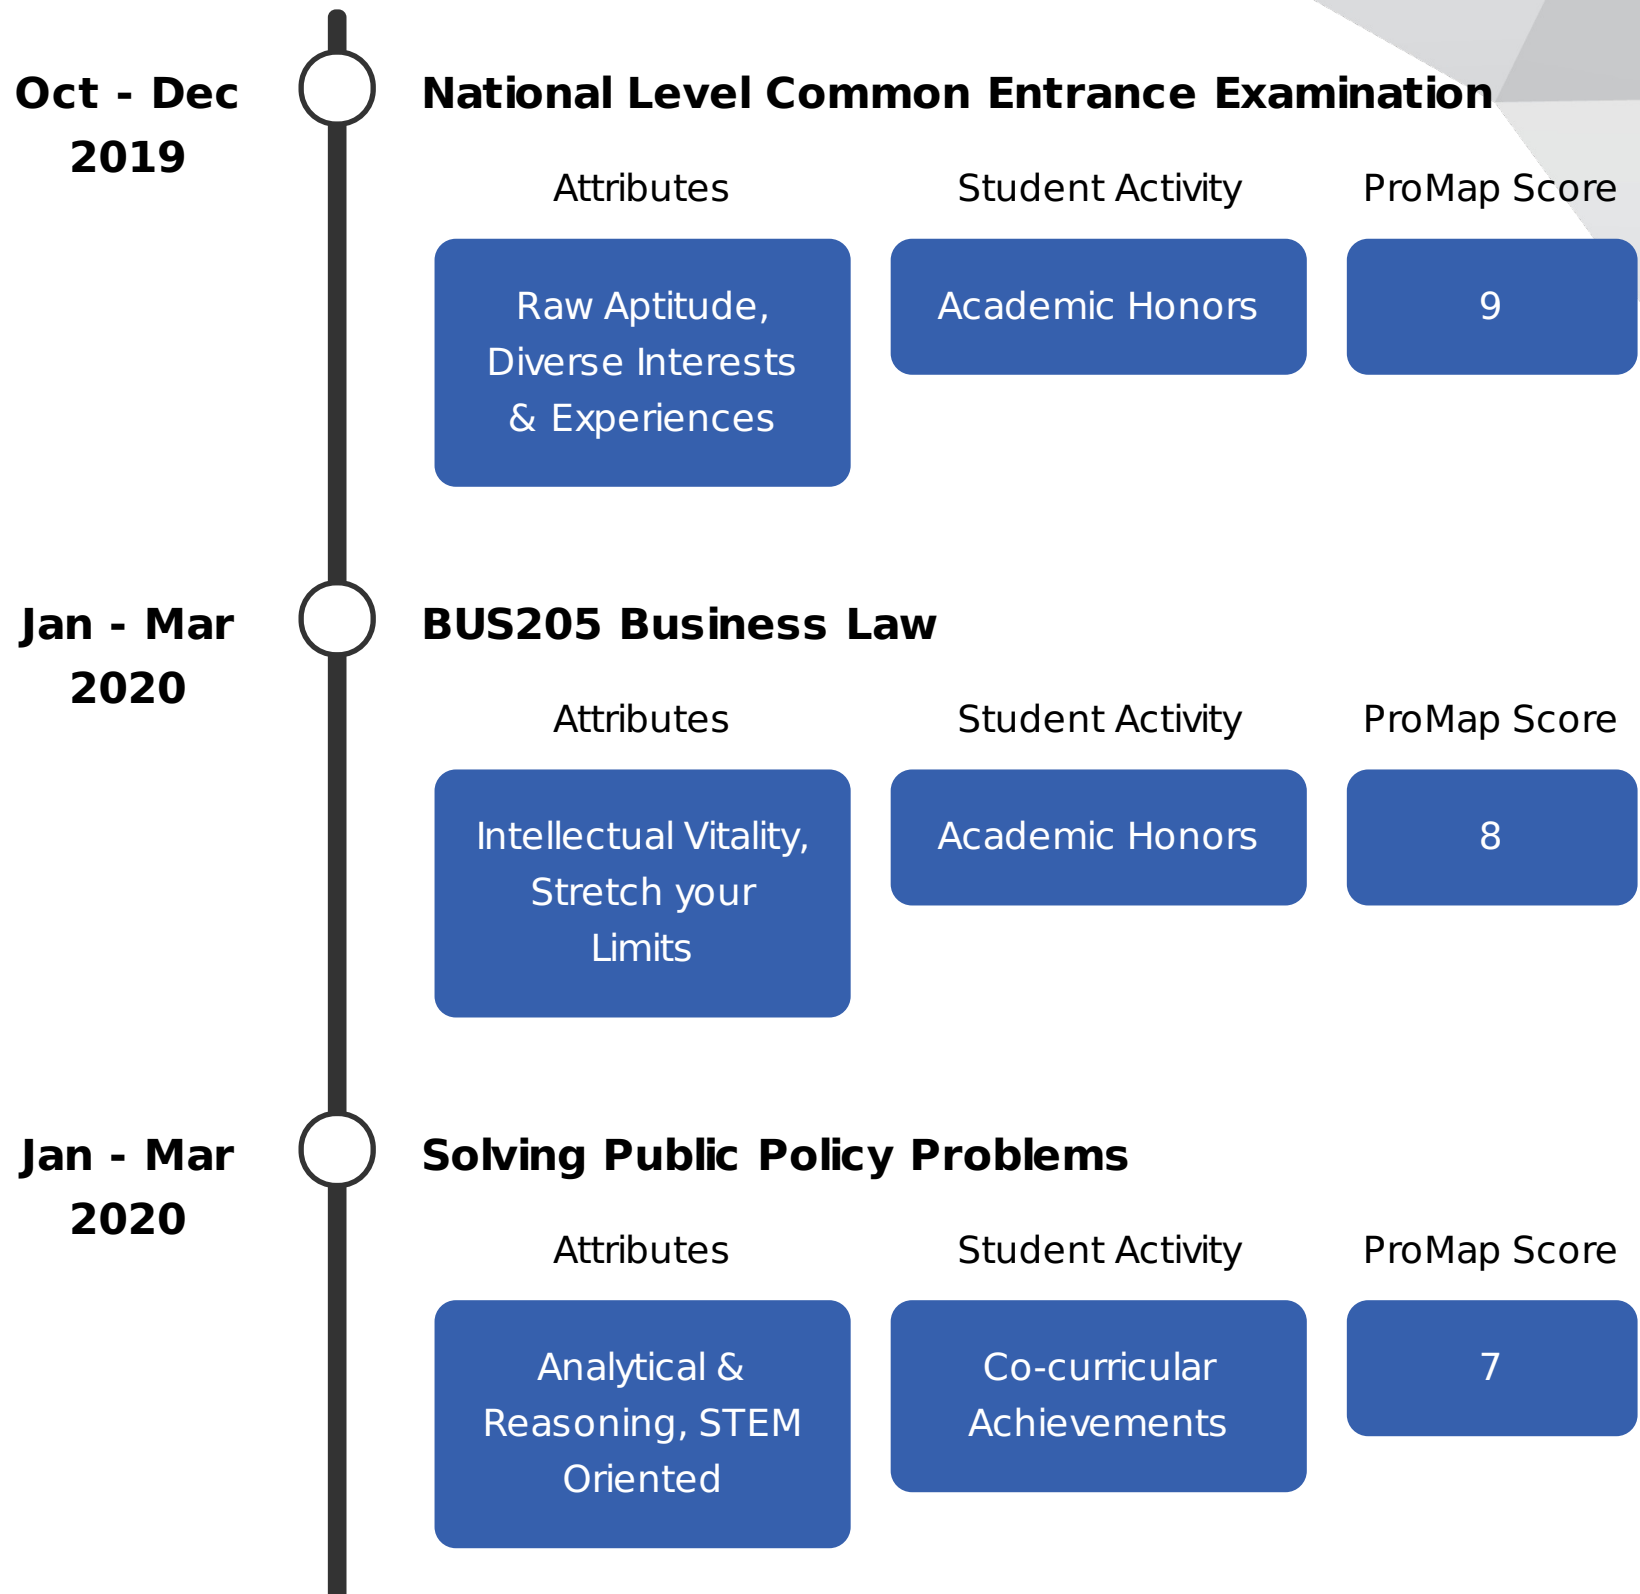 Oct - Dec
2019
National Level Common Entrance Examination
Attributes
Student Activity
ProMap Score
Raw Aptitude,
Diverse Interests
& Experiences
Academic Honors
9
Jan - Mar
2020
BUS205 Business Law
Attributes
Student Activity
ProMap Score
Intellectual Vitality,
Stretch your
Limits
Academic Honors
8
Jan - Mar
2020
Solving Public Policy Problems
Attributes
Student Activity
ProMap Score
Analytical &
Reasoning, STEM
Oriented
Co-curricular
Achievements
7